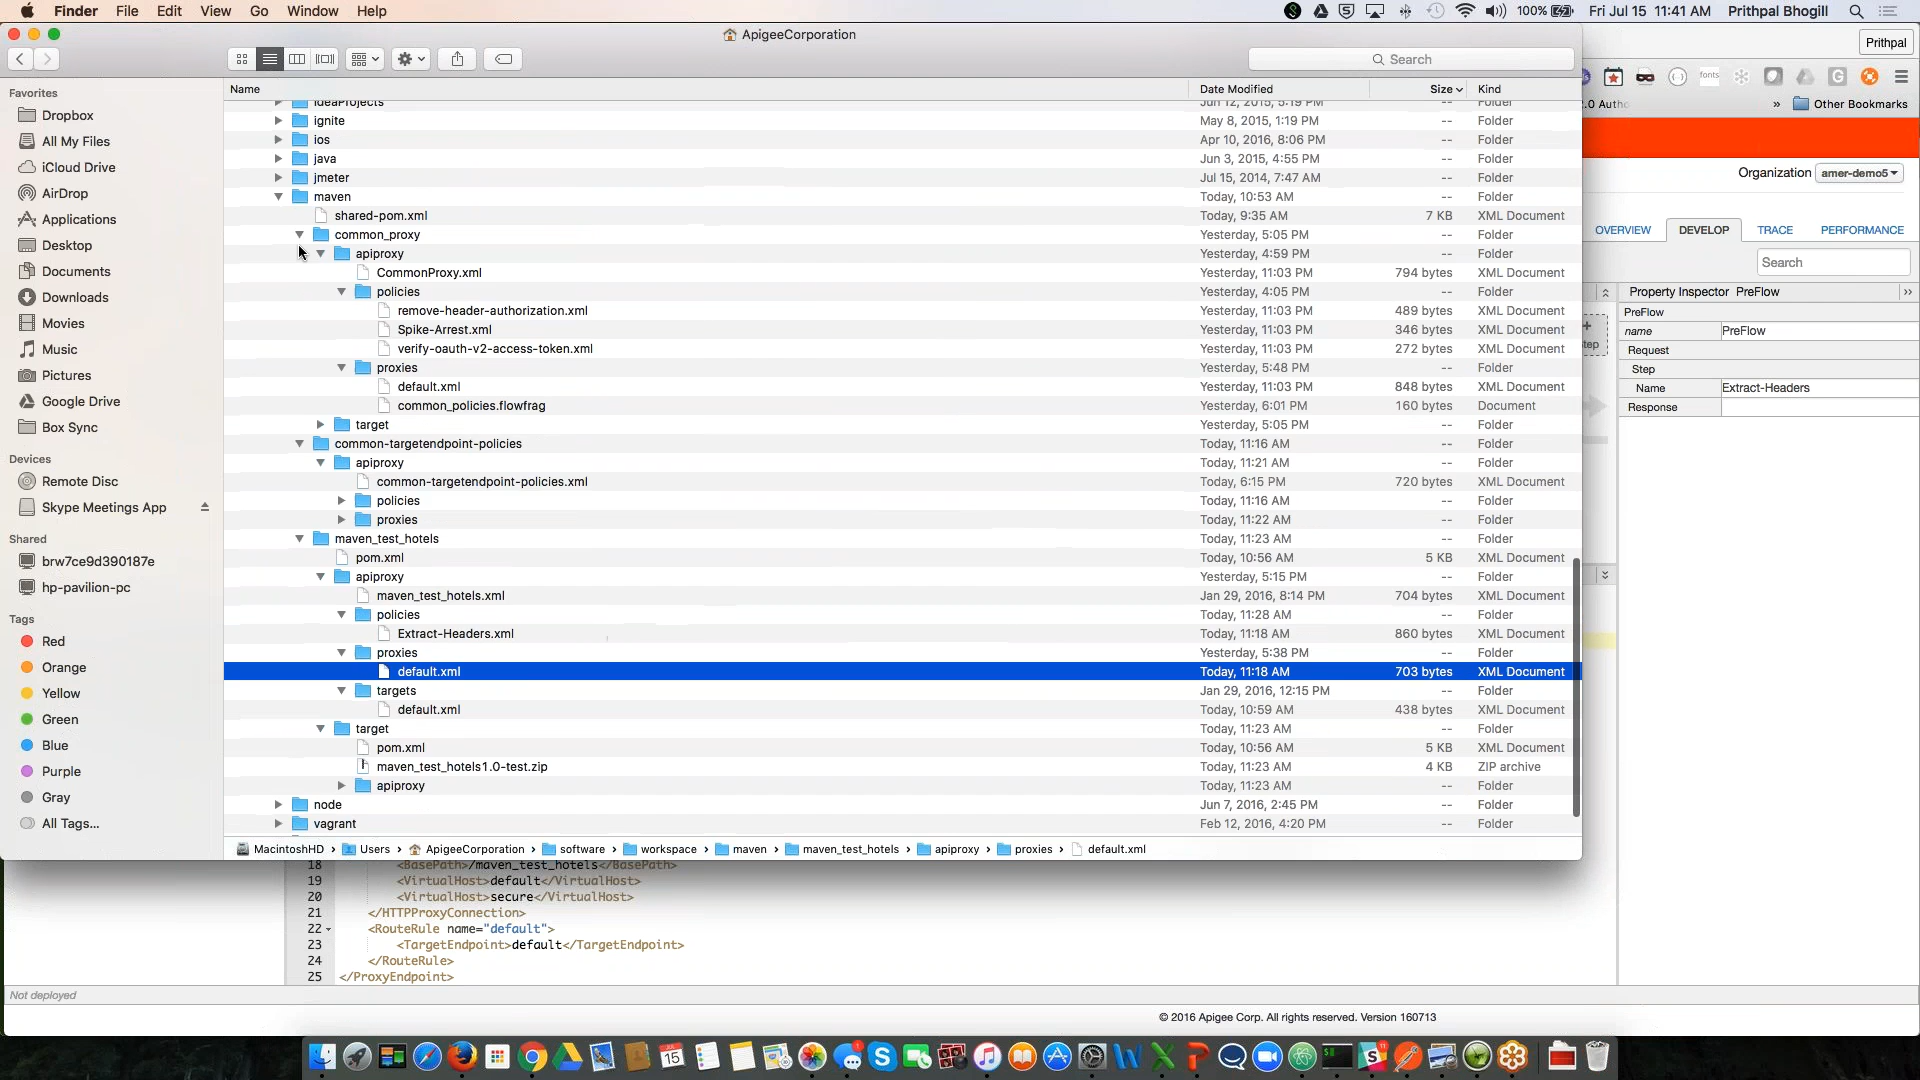 Finder File Edit View Go Window Help
100% Fri Jul 15 11:41 AM Prithpal Bhogill
ApigeeCorporation
Search
Prithpal
Favorites
Dropbox
All My Files
iCloud Drive
AirDrop
Applications
Desktop
Documents
Downloads
Movies
Music
Pictures
Google Drive
Box Sync
Devices
Remote Disc
Skype Meetings App
Shared
brw7ce9d390187e
hp-pavilion-pc
Tags
Red
Orange
Yellow
Green
Blue
Purple
Gray
All Tags...
Name Date Modified Size Kind
IdeaProjects Jun 12, 2015, 5:19 PM -- Folder
ignite May 8, 2015, 1:19 PM -- Folder
ios Apr 10, 2016, 8:06 PM -- Folder
java Jun 3, 2015, 4:55 PM -- Folder
jmeter Jul 15, 2014, 7:47 AM -- Folder
maven Today, 10:53 AM -- Folder
shared-pom.xml Today, 9:35 AM 7 KB XML Document
common_proxy Yesterday, 5:05 PM -- Folder
apiproxy Yesterday, 4:59 PM -- Folder
CommonProxy.xml Yesterday, 11:03 PM 794 bytes XML Document
policies Yesterday, 4:05 PM -- Folder
remove-header-authorization.xml Yesterday, 11:03 PM 489 bytes XML Document
Spike-Arrest.xml Yesterday, 11:03 PM 346 bytes XML Document
verify-oauth-v2-access-token.xml Yesterday, 11:03 PM 272 bytes XML Document
proxies Yesterday, 5:48 PM -- Folder
default.xml Yesterday, 11:03 PM 848 bytes XML Document
common_policies.flowfrag Yesterday, 6:01 PM 160 bytes Document
target Yesterday, 5:05 PM -- Folder
common-targetendpoint-policies Today, 11:16 AM -- Folder
apiproxy Today, 11:21 AM -- Folder
common-targetendpoint-policies.xml Today, 6:15 PM 720 bytes XML Document
policies Today, 11:16 AM -- Folder
proxies Today, 11:22 AM -- Folder
maven_test_hotels Today, 11:23 AM -- Folder
pom.xml Today, 10:56 AM 5 KB XML Document
apiproxy Yesterday, 5:15 PM -- Folder
maven_test_hotels.xml Jan 29, 2016, 8:14 PM 704 bytes XML Document
policies Today, 11:28 AM -- Folder
Extract-Headers.xml Today, 11:18 AM 860 bytes XML Document
proxies Yesterday, 5:38 PM -- Folder
default.xml Today, 11:18 AM 703 bytes XML Document
targets Jan 29, 2016, 12:15 PM -- Folder
default.xml Today, 10:59 AM 438 bytes XML Document
target Today, 11:23 AM -- Folder
pom.xml Today, 10:56 AM 5 KB XML Document
maven_test_hotels1.0-test.zip Today, 11:23 AM 4 KB ZIP archive
apiproxy Today, 11:23 AM -- Folder
node Jun 7, 2016, 2:45 PM -- Folder
vagrant Feb 12, 2016, 4:20 PM -- Folder
MacintoshHD › Users › ApigeeCorporation › software › workspace › maven › maven_test_hotels › apiproxy › proxies › default.xml
fonts
.0 Autho » Other Bookmarks
Organization amer-demo5
OVERVIEW DEVELOP TRACE PERFORMANCE
Search
Property Inspector PreFlow
PreFlow
name PreFlow
Request
Step
Name Extract-Headers
Response
18 <BasePath>/maven_test_hotels</BasePath>
19 <VirtualHost>default</VirtualHost>
20 <VirtualHost>secure</VirtualHost>
21 </HTTPProxyConnection>
22 <RouteRule name="default">
23 <TargetEndpoint>default</TargetEndpoint>
24 </RouteRule>
25 </ProxyEndpoint>
Not deployed
© 2016 Apigee Corp. All rights reserved. Version 160713